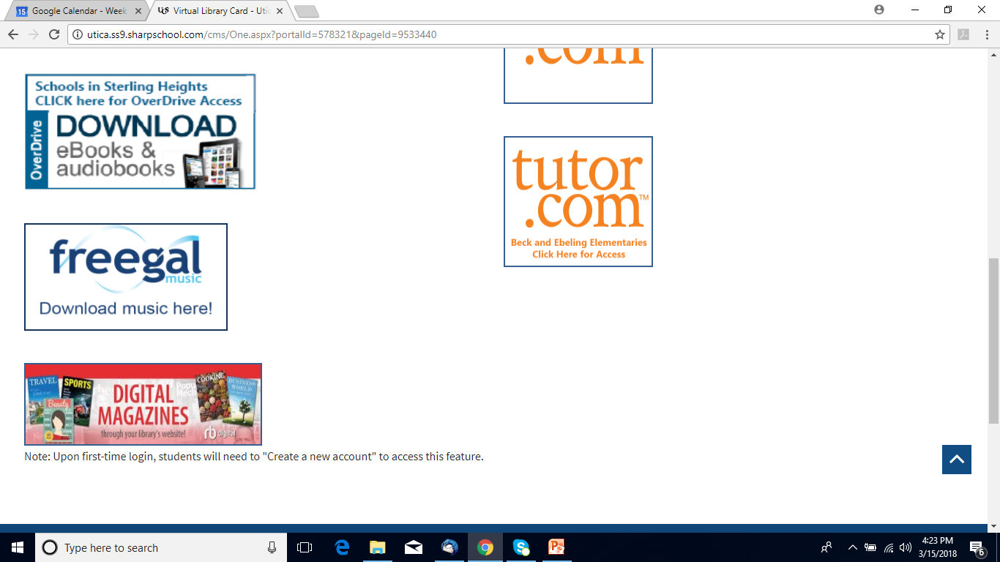 15 Google Calendar - Week
UCS Virtual Library Card - Utic
utica.ss9.sharpschool.com/cms/One.aspx?portalId=578321&pageId=9533440
Schools in Sterling Heights
CLICK here for OverDrive Access
OverDrive
DOWNLOAD
eBooks &
audiobooks
freegal
music
Download music here!
TRAVEL
SPORTS
Beauty
COOKING
BUSINESS
WORLD
DIGITAL
MAGAZINES
through your library's website!
rb digital
Note: Upon first-time login, students will need to "Create a new account" to access this feature.
.com
tutor
.com™
Beck and Ebeling Elementaries
Click Here for Access
Type here to search
4:23 PM
3/15/2018
6